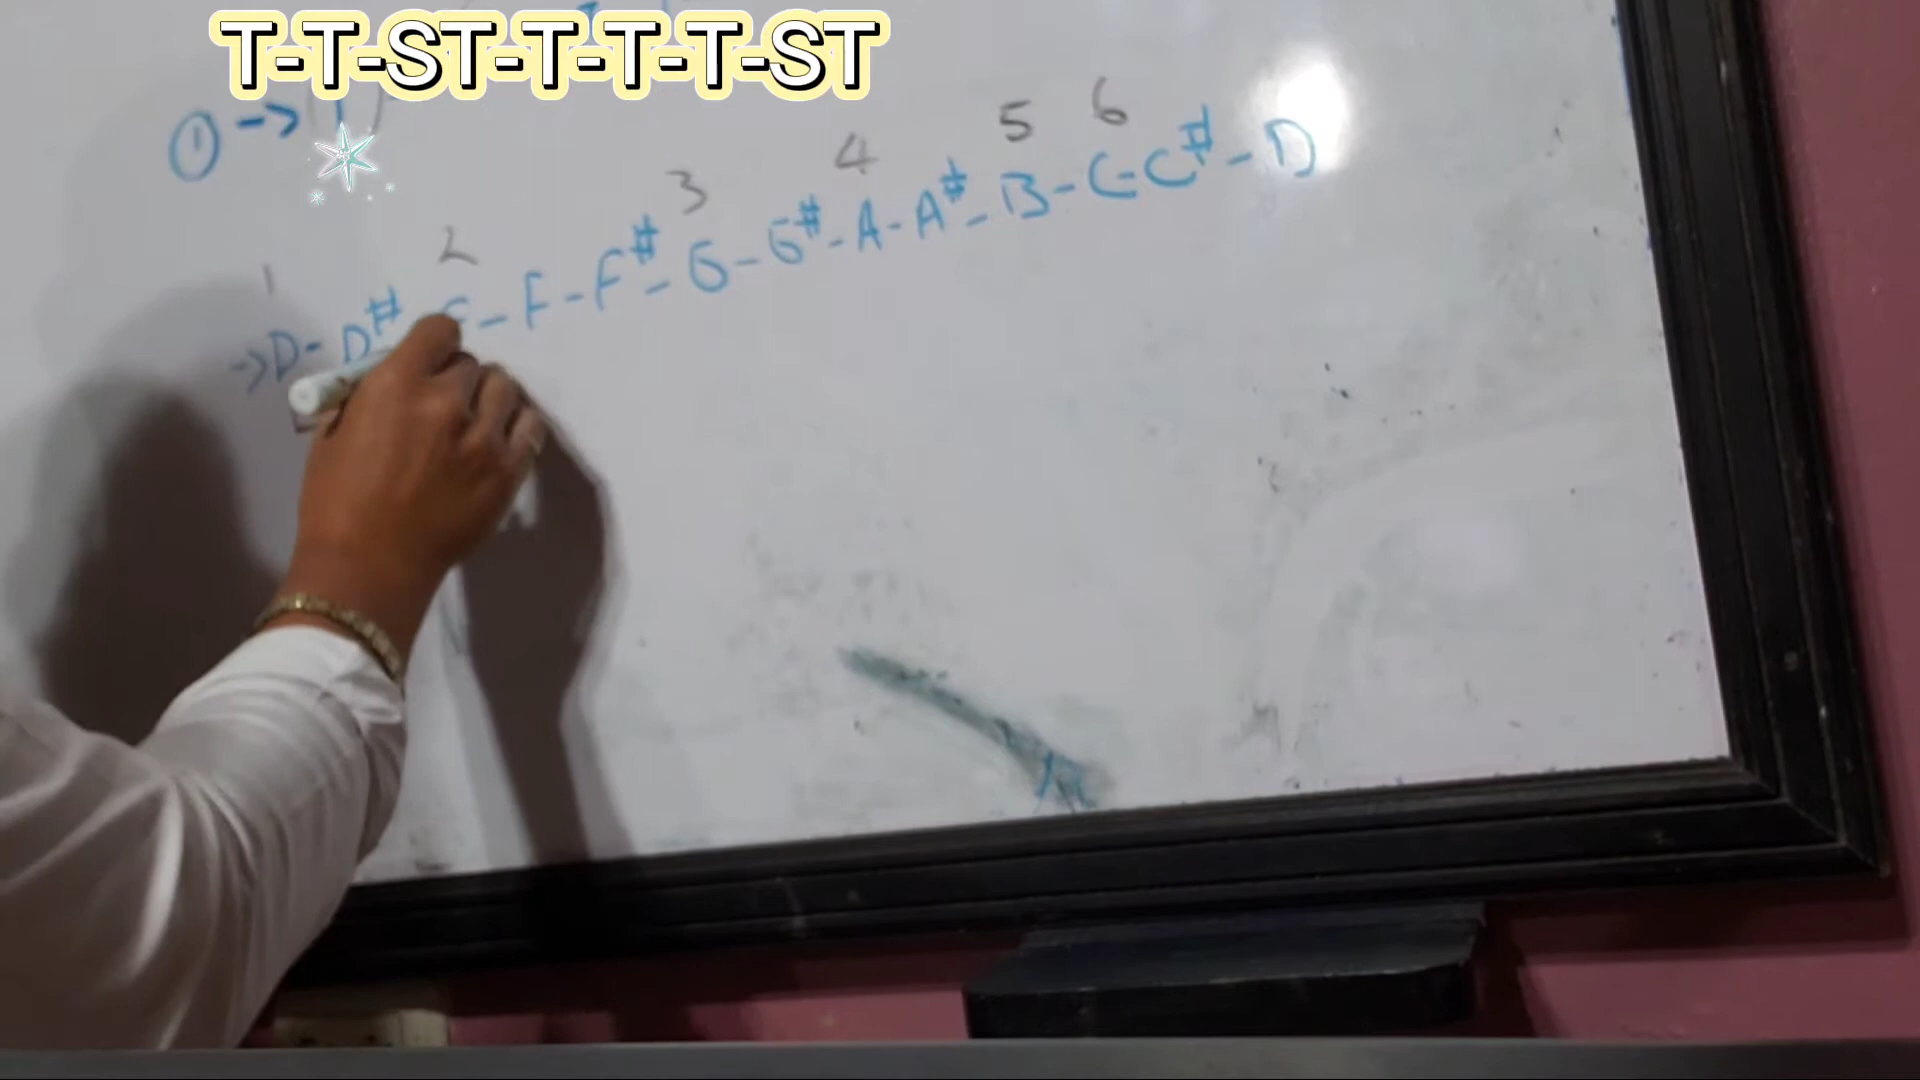 T-T-ST-T-T-T-ST
① ->
1 2 3 4 5 6
->D- D# E - F - F# - G - G# - A - A# - B - C - C# - D